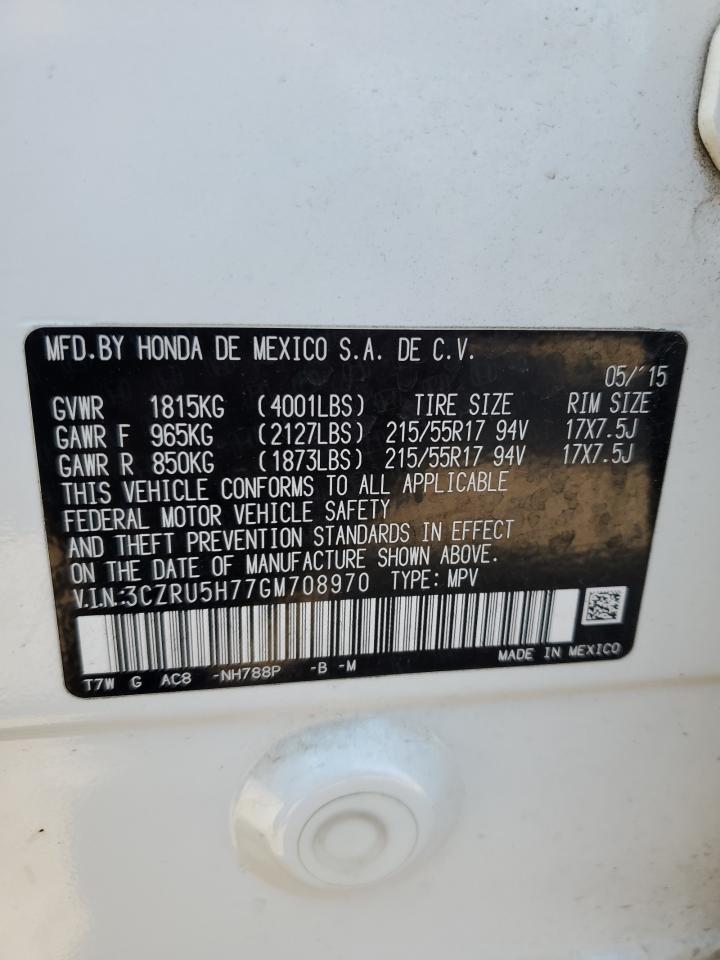 MFD.BY HONDA DE MEXICO S.A. DE C.V.
05/'15
GVWR 1815KG (4001LBS) TIRE SIZE RIM SIZE
GAWR F 965KG (2127LBS) 215/55R17 94V 17X7.5J
GAWR R 850KG (1873LBS) 215/55R17 94V 17X7.5J
THIS VEHICLE CONFORMS TO ALL APPLICABLE
FEDERAL MOTOR VEHICLE SAFETY
AND THEFT PREVENTION STANDARDS IN EFFECT
ON THE DATE OF MANUFACTURE SHOWN ABOVE.
V.I.N:3CZRU5H77GM708970 TYPE: MPV
T7W G AC8 -NH788P -B -M MADE IN MEXICO